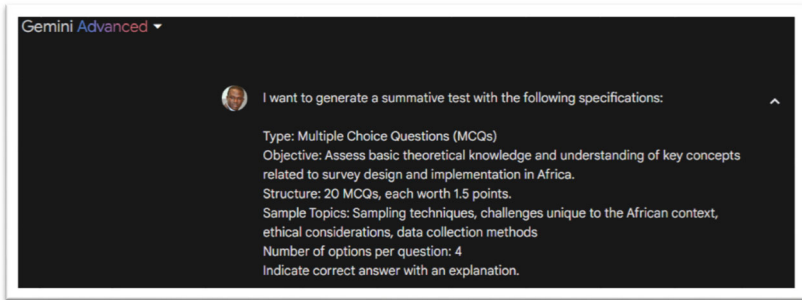 Gemini Advanced
I want to generate a summative test with the following specifications:
Type: Multiple Choice Questions (MCQs)
Objective: Assess basic theoretical knowledge and understanding of key concepts
related to survey design and implementation in Africa.
Structure: 20 MCQs, each worth 1.5 points.
Sample Topics: Sampling techniques, challenges unique to the African context,
ethical considerations, data collection methods
Number of options per question: 4
Indicate correct answer with an explanation.